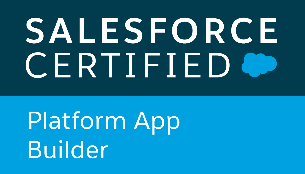 SALESFORCE
CERTIFIED
Platform App
Builder